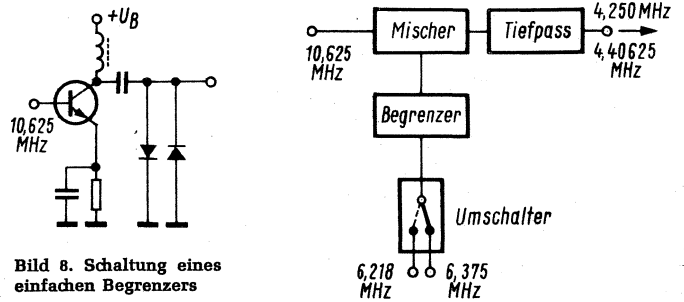 +U_B
10,625
MHz
Bild 8. Schaltung eines
einfachen Begrenzers
10,625
MHz
Mischer
Tiefpass
4,250 MHz
4,40625
MHz
Begrenzer
Umschalter
6,218
MHz
6,375
MHz